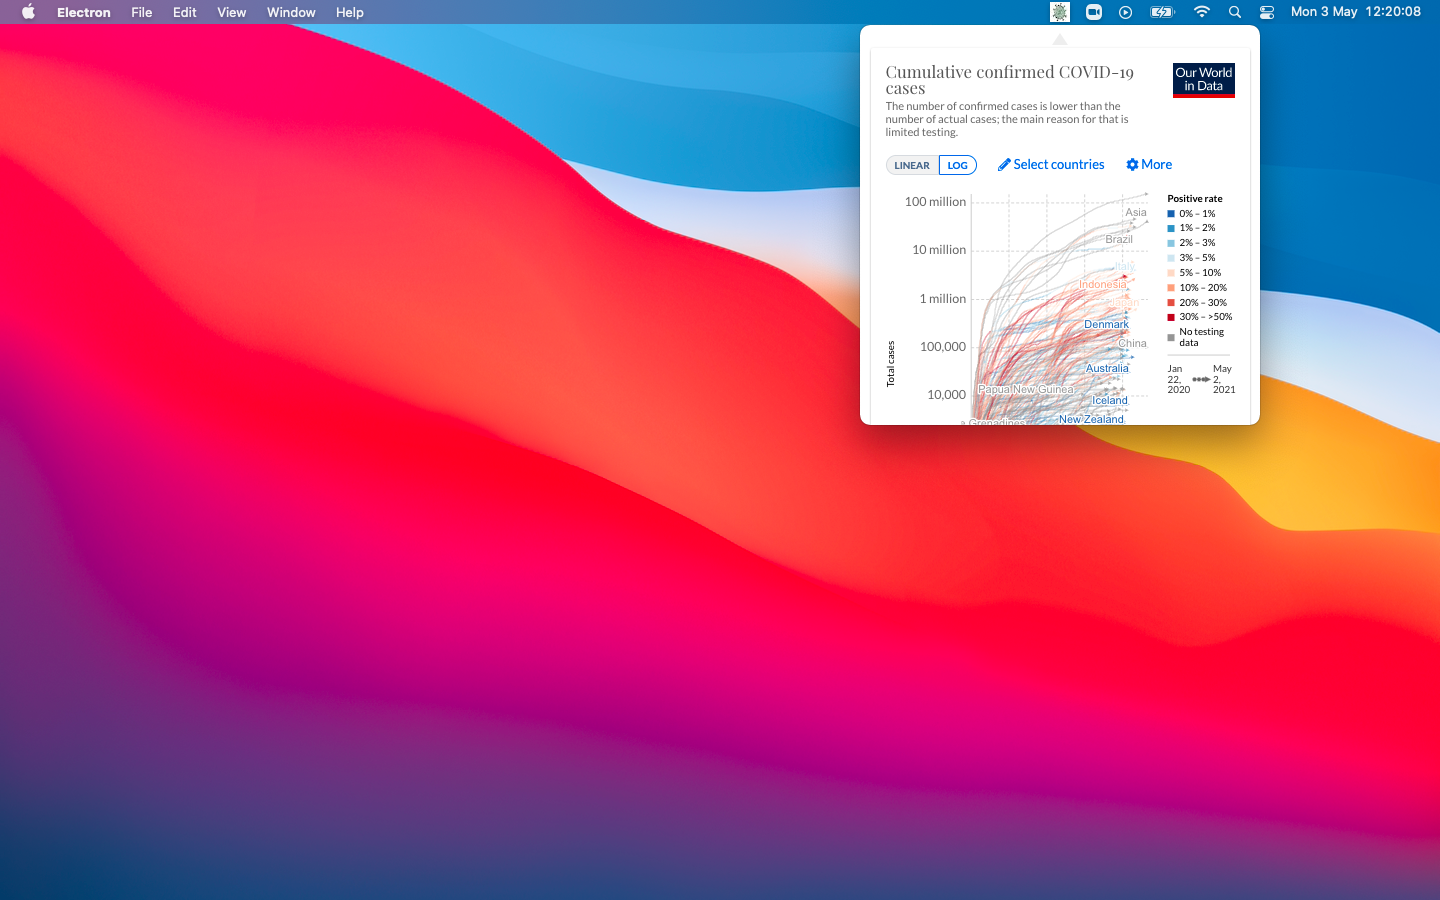 Electron File Edit View Window Help
Mon 3 May 12:20:08
Cumulative confirmed COVID-19
cases
Our World
in Data
The number of confirmed cases is lower than the
number of actual cases; the main reason for that is
limited testing.
LINEAR LOG
Select countries
More
100 million
10 million
1 million
100,000
10,000
Total cases
Asia
Brazil
Italy
Indonesia
Japan
Denmark
China
Australia
Papua New Guinea
Iceland
New Zealand
Grenadines
Positive rate
0% – 1%
1% – 2%
2% – 3%
3% – 5%
5% – 10%
10% – 20%
20% – 30%
30% – >50%
No testing
data
Jan
22,
2020
May
2,
2021